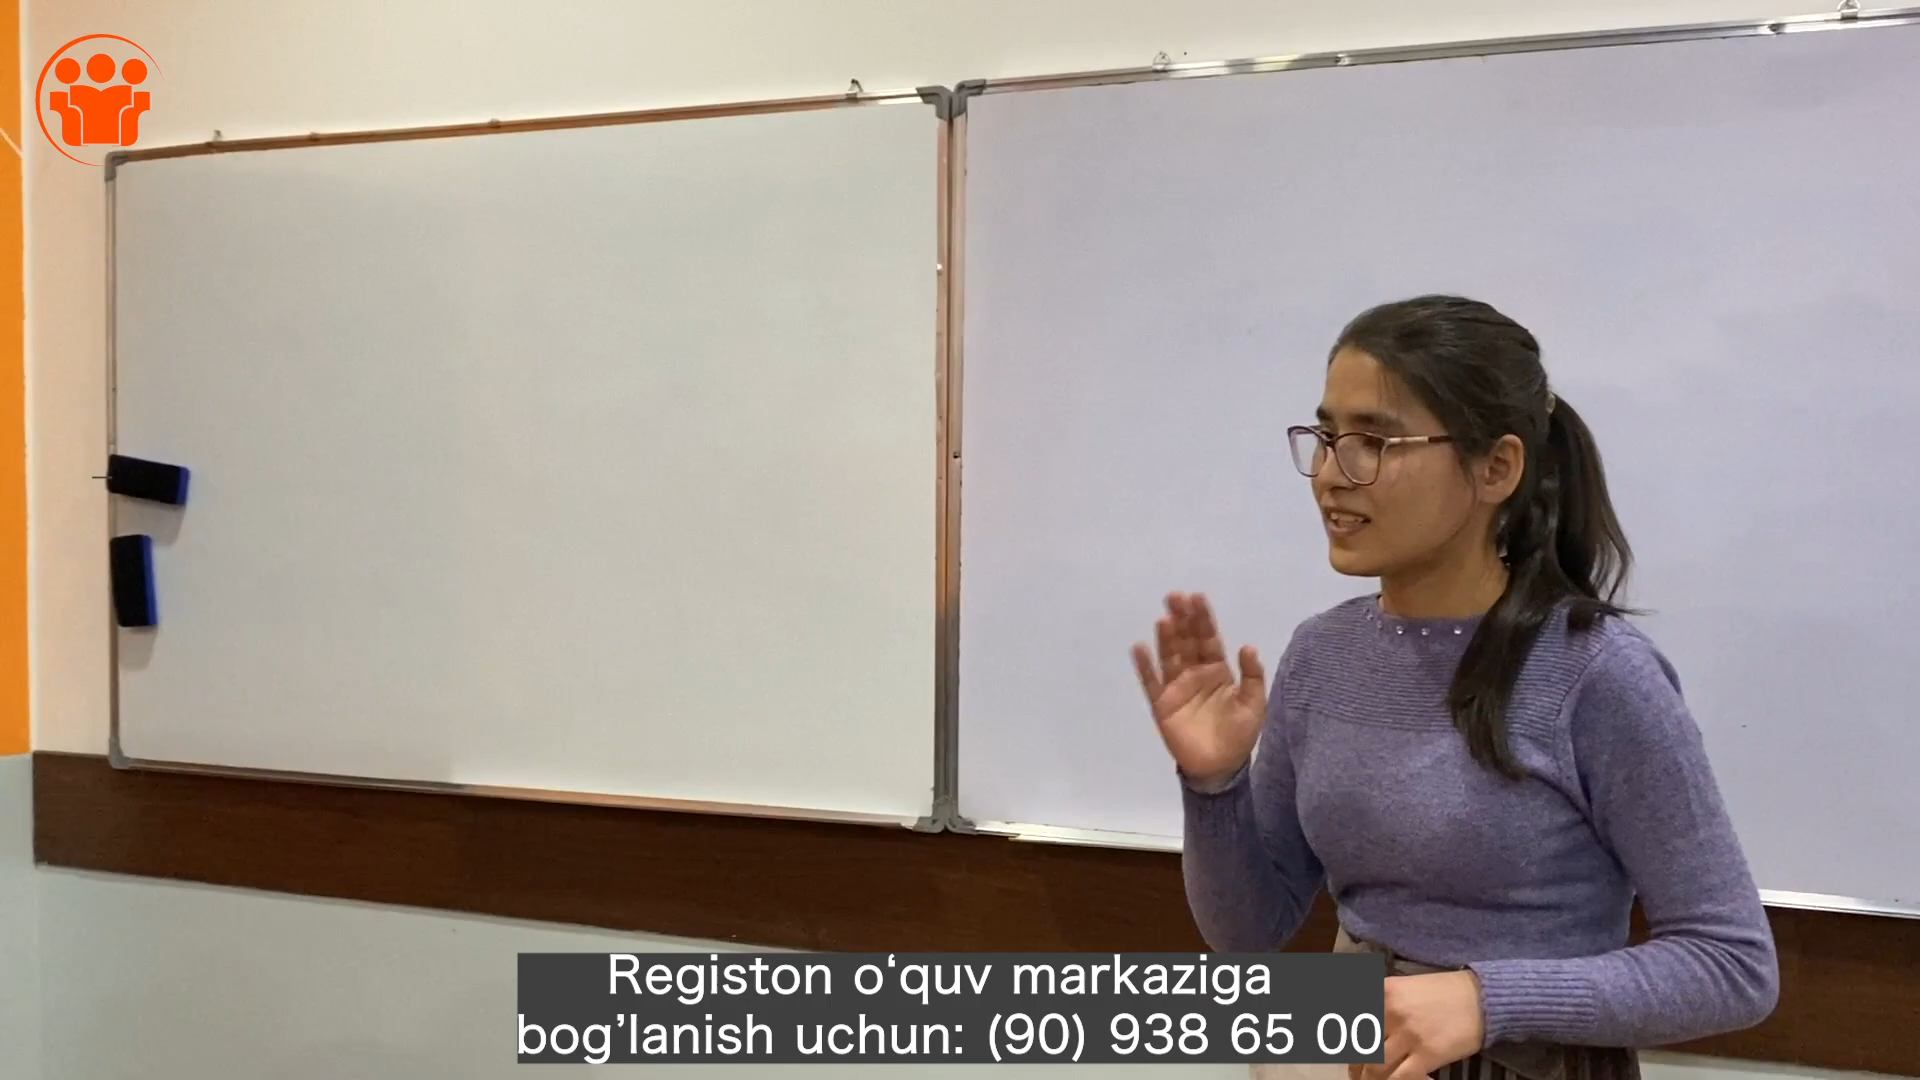 Registon o‘quv markaziga
bog’lanish uchun: (90) 938 65 00